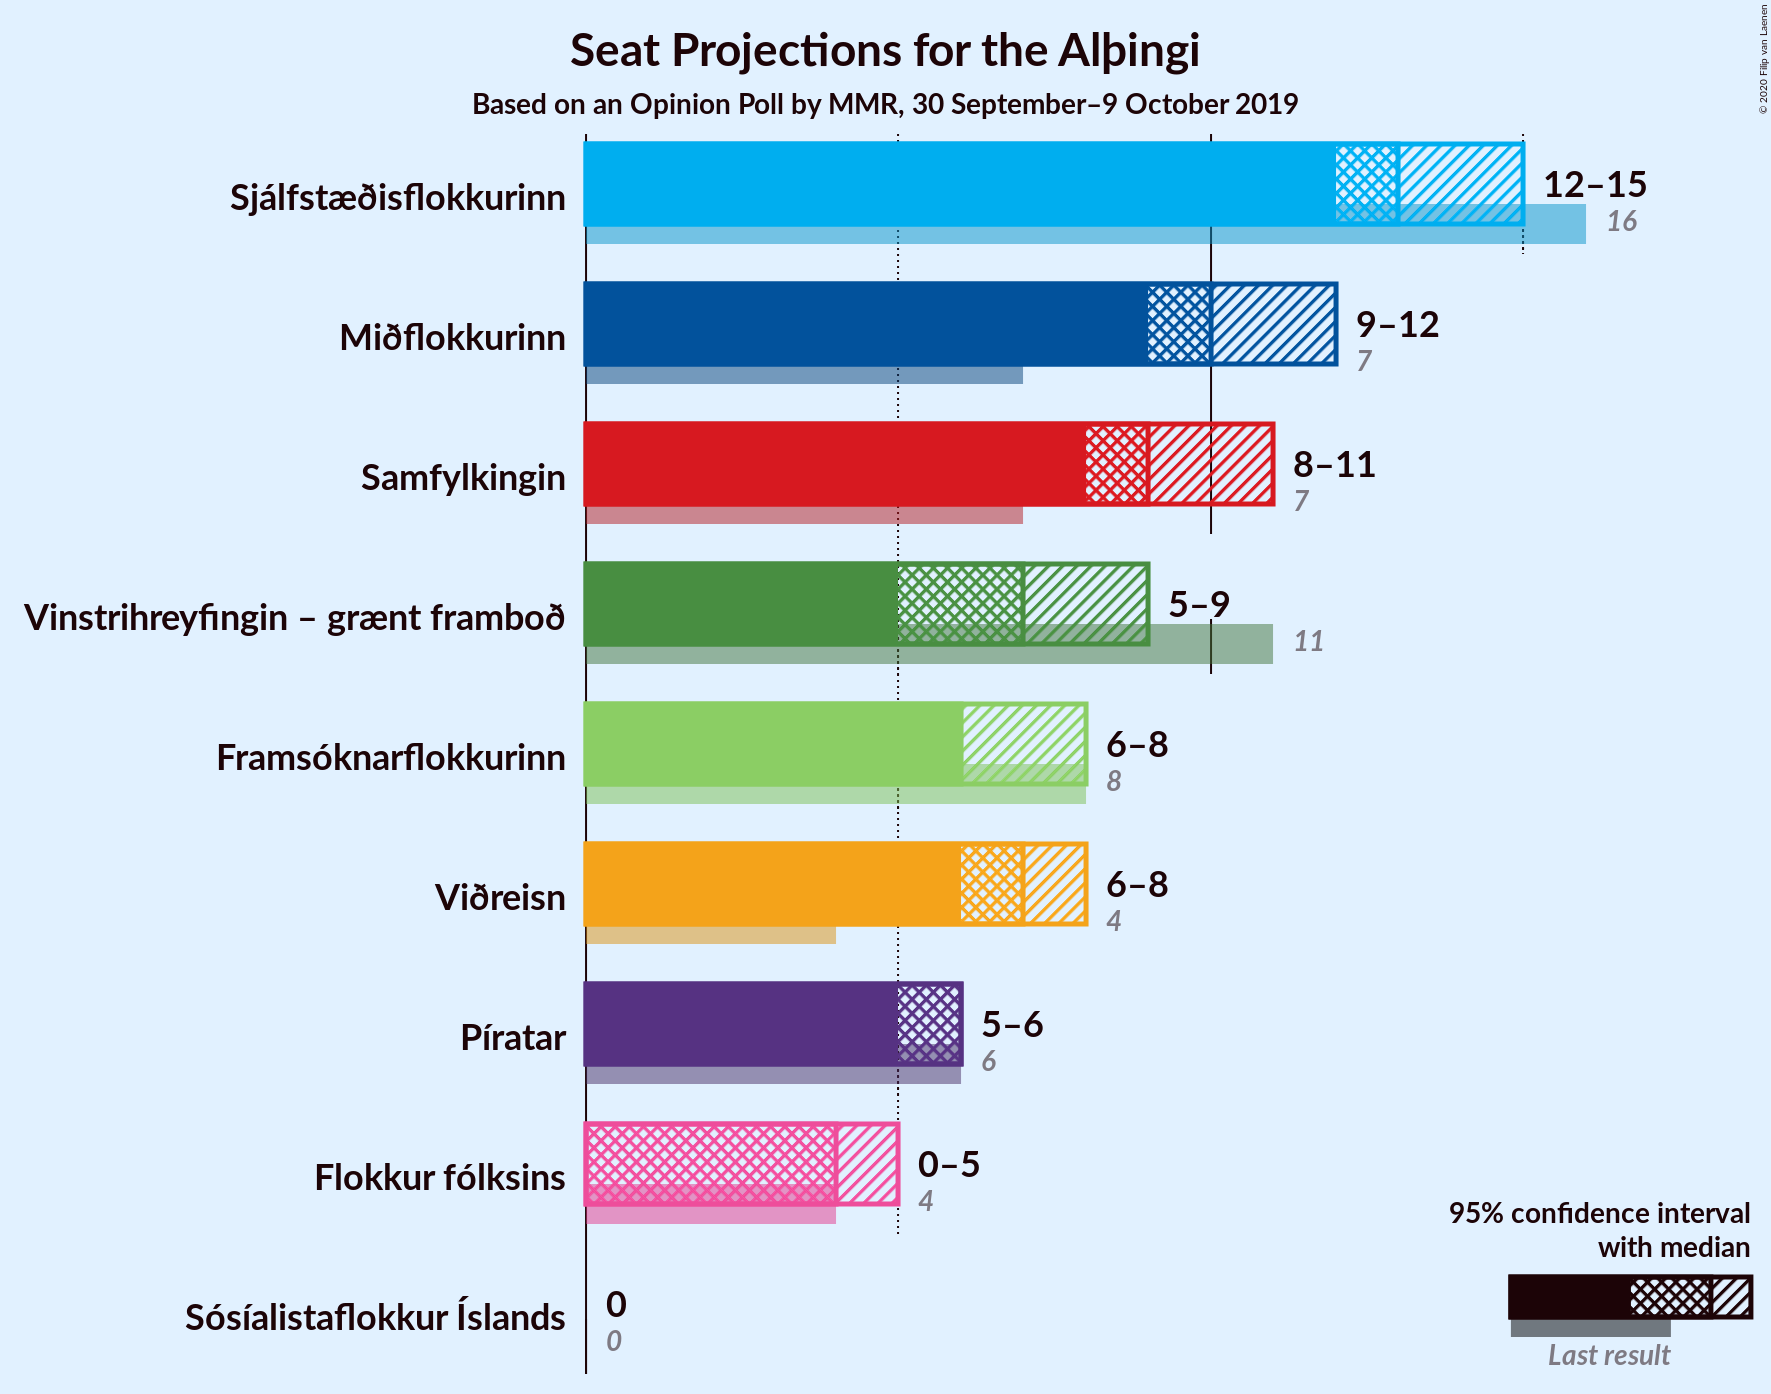 Seat Projections for the Alþingi
Based on an Opinion Poll by MMR, 30 September–9 October 2019
© 2020 Filip van Laenen
Sjálfstæðisflokkurinn
12–15
16
Miðflokkurinn
9–12
7
Samfylkingin
8–11
7
Vinstrihreyfingin – grænt framboð
5–9
11
Framsóknarflokkurinn
6–8
8
Viðreisn
6–8
4
Píratar
5–6
6
Flokkur fólksins
0–5
4
Sósíalistaflokkur Íslands
0
0
95% confidence interval
with median
Last result